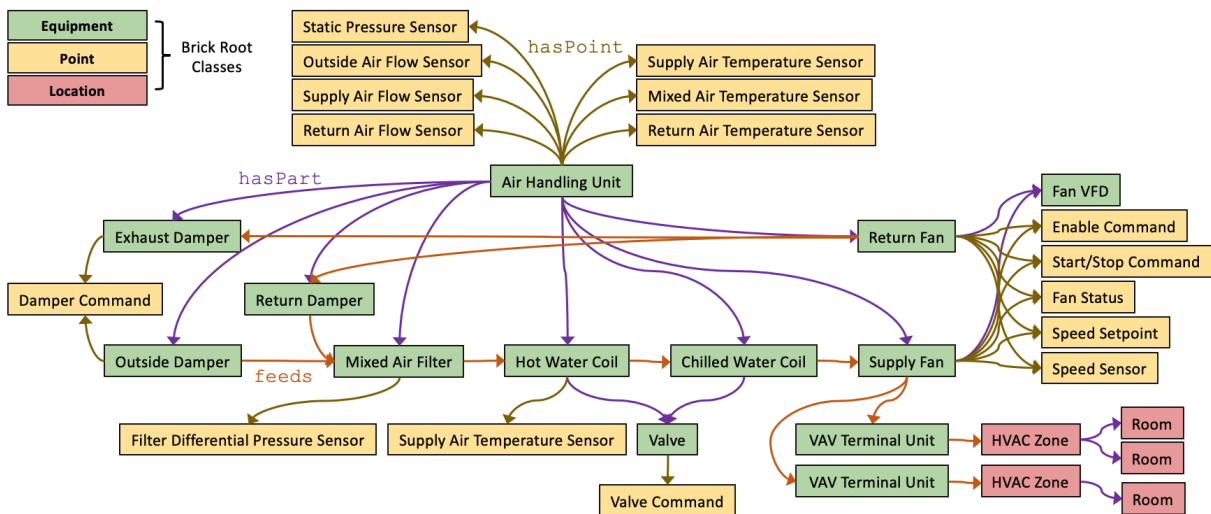 Equipment
Point
Location
Brick Root
Classes
Static Pressure Sensor
hasPoint
Outside Air Flow Sensor
Supply Air Temperature Sensor
Supply Air Flow Sensor
Mixed Air Temperature Sensor
Return Air Flow Sensor
Return Air Temperature Sensor
hasPart
Air Handling Unit
Fan VFD
Exhaust Damper
Return Fan
Enable Command
Start/Stop Command
Damper Command
Return Damper
Fan Status
Speed Setpoint
Outside Damper
feeds
Mixed Air Filter
Hot Water Coil
Chilled Water Coil
Supply Fan
Speed Sensor
Filter Differential Pressure Sensor
Supply Air Temperature Sensor
Valve
VAV Terminal Unit
HVAC Zone
Room
Room
VAV Terminal Unit
HVAC Zone
Room
Valve Command